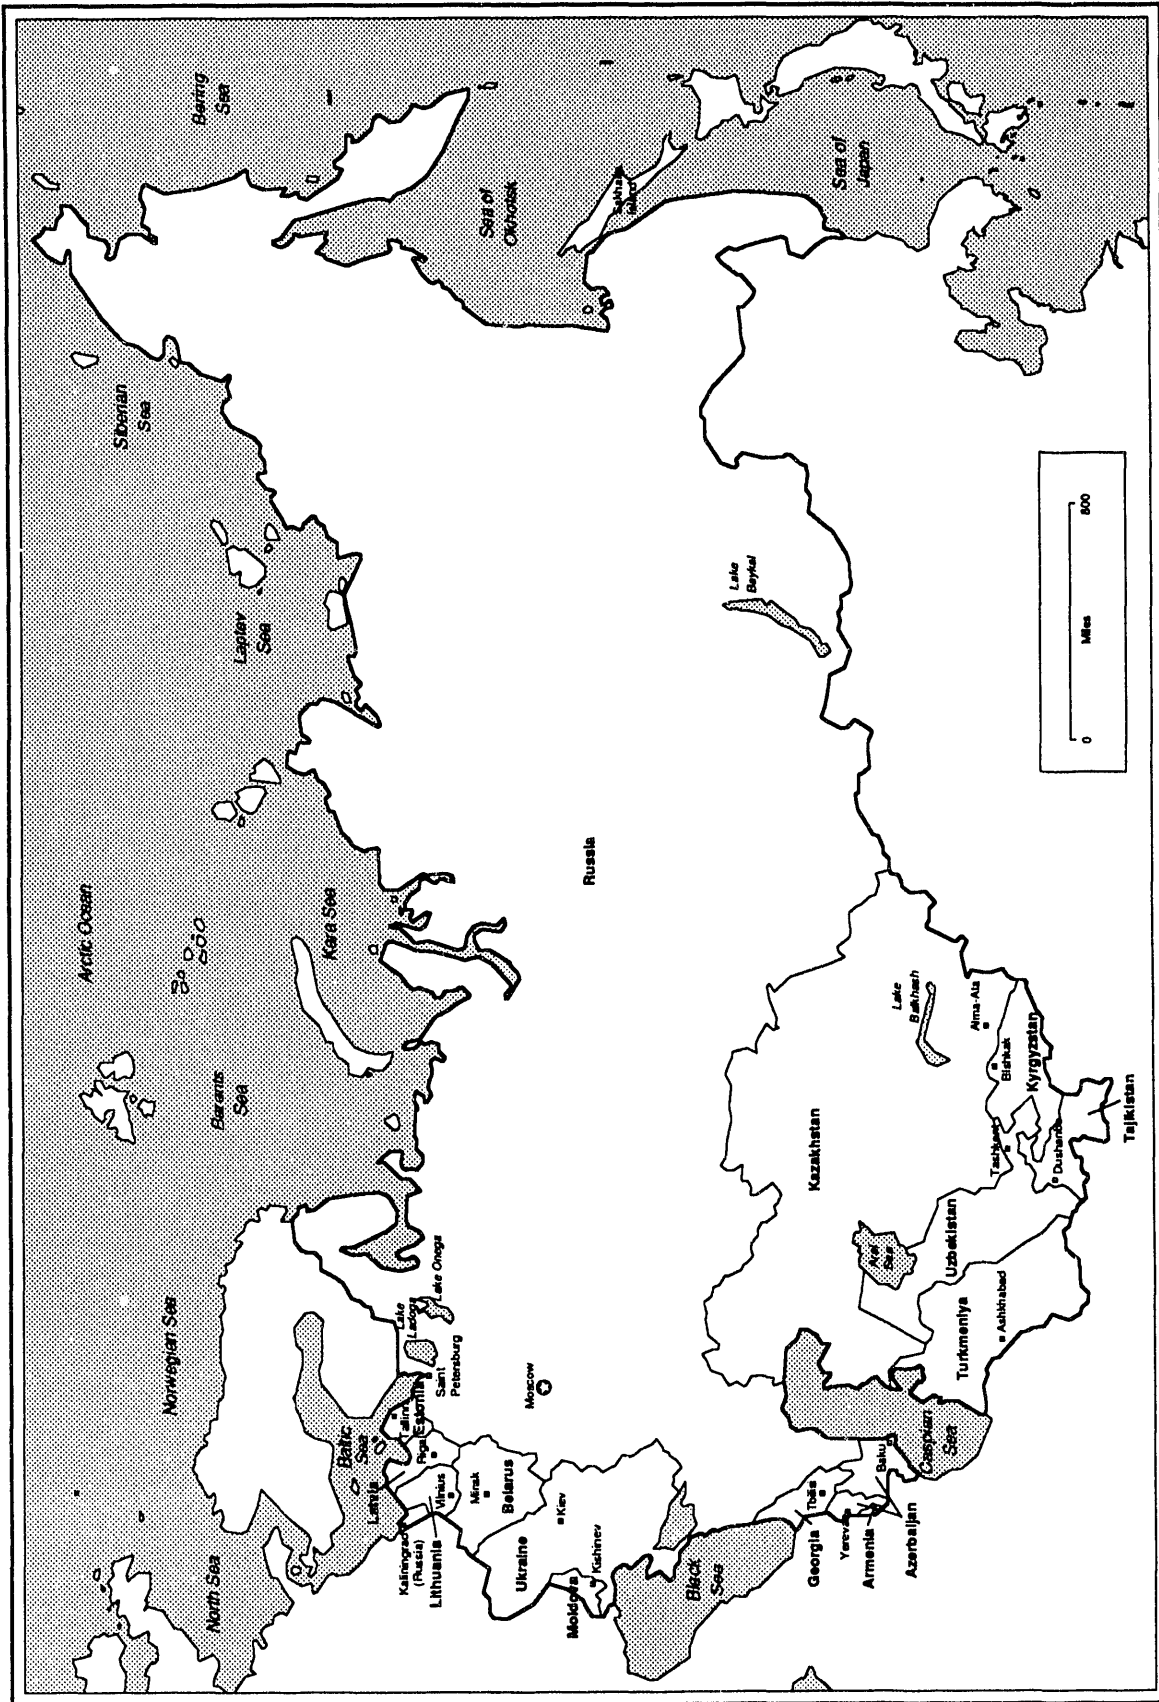 Arctic Ocean
Siberian
Sea
Bering
Sea
Norwegian Sea
Barants
Sea
Laptev
Sea
North Sea
Kara Sea
Baltic
Sea
Lake
Ladoga
Lake Onega
Saint
Petersburg
Tallinn
Estonia
Riga
Latvia
Kaliningrad
(Russia)
Lithuania
Vilnius
Minsk
Belarus
Moscow
Ukraine
Kiev
Moldova
Kishinev
Russia
Sea of
Okhotsk
Sakhalin
Island
Black
Sea
Lake
Baykal
Sea of
Japan
Kazakhstan
Georgia
Tbilisi
Yerevan
Armenia
Azerbaijan
Baku
Caspian
Sea
Aral
Sea
Lake
Balkhash
Turkmeniya
Ashkhabad
Uzbekistan
Tashkent
Alma-Ata
Bishkek
Kyrgyzstan
Dushanbe
Tajikistan
0 Miles 800